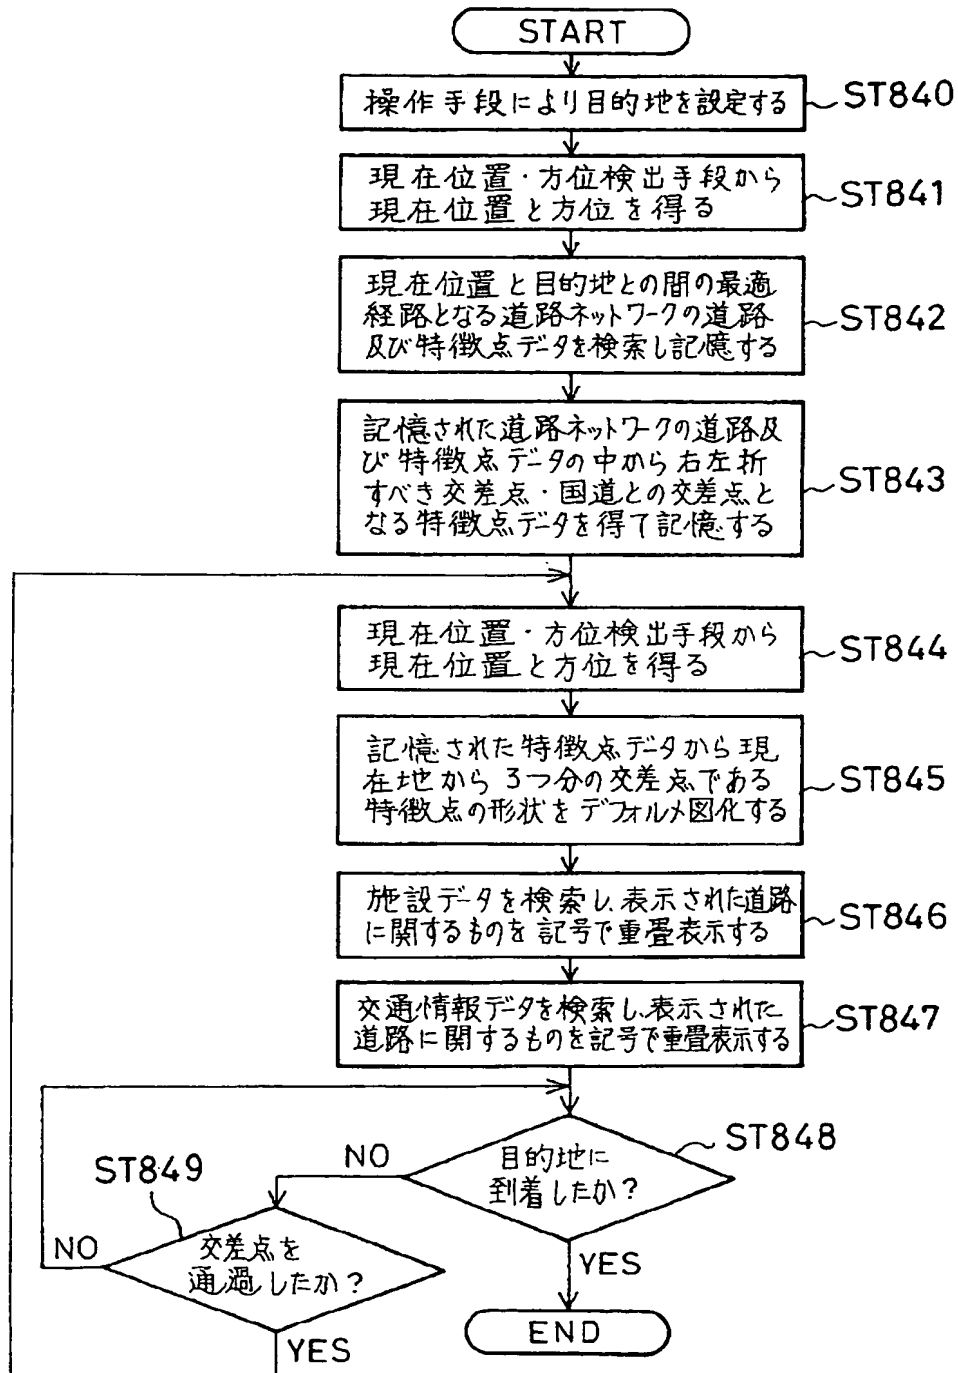 START
操作手段により目的地を設定する
ST840
現在位置・方位検出手段から
現在位置と方位を得る
ST841
現在位置と目的地との間の最適
経路となる道路ネットワークの道路
及び特徴点データを検索し記憶する
ST842
記憶された道路ネットワークの道路及
び特徴点データの中から右左折
すべき交差点・国道との交差点と
なる特徴点データを得て記憶する
ST843
現在位置・方位検出手段から
現在位置と方位を得る
ST844
記憶された特徴点データから現
在地から3つ分の交差点である
特徴点の形状をデフォルメ図化する
ST845
施設データを検索し、表示された道路
に関するものを記号で重畳表示する
ST846
交通情報データを検索し、表示された
道路に関するものを記号で重畳表示する
ST847
目的地に
到着したか?
ST848
NO
YES
ST849
交差点を
通過したか?
NO
YES
END